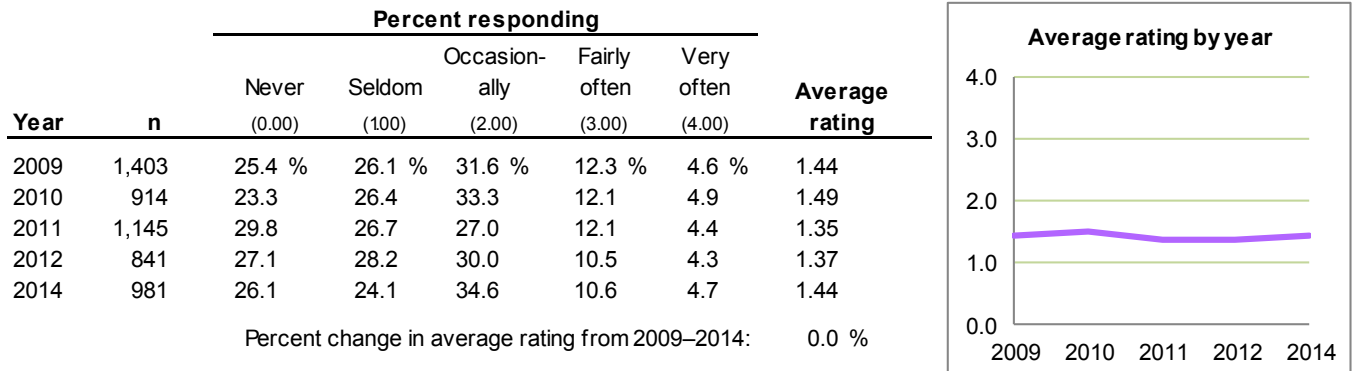 Percent responding
Never Seldom Occasion- Fairly Very
ally often often Average
Year n (0.00) (1.00) (2.00) (3.00) (4.00) rating
2009 1,403 25.4 % 26.1 % 31.6 % 12.3 % 4.6 % 1.44
2010 914 23.3 26.4 33.3 12.1 4.9 1.49
2011 1,145 29.8 26.7 27.0 12.1 4.4 1.35
2012 841 27.1 28.2 30.0 10.5 4.3 1.37
2014 981 26.1 24.1 34.6 10.6 4.7 1.44
Percent change in average rating from 2009–2014: 0.0 %
Average rating by year
4.0
3.0
2.0
1.0
0.0
2009 2010 2011 2012 2014